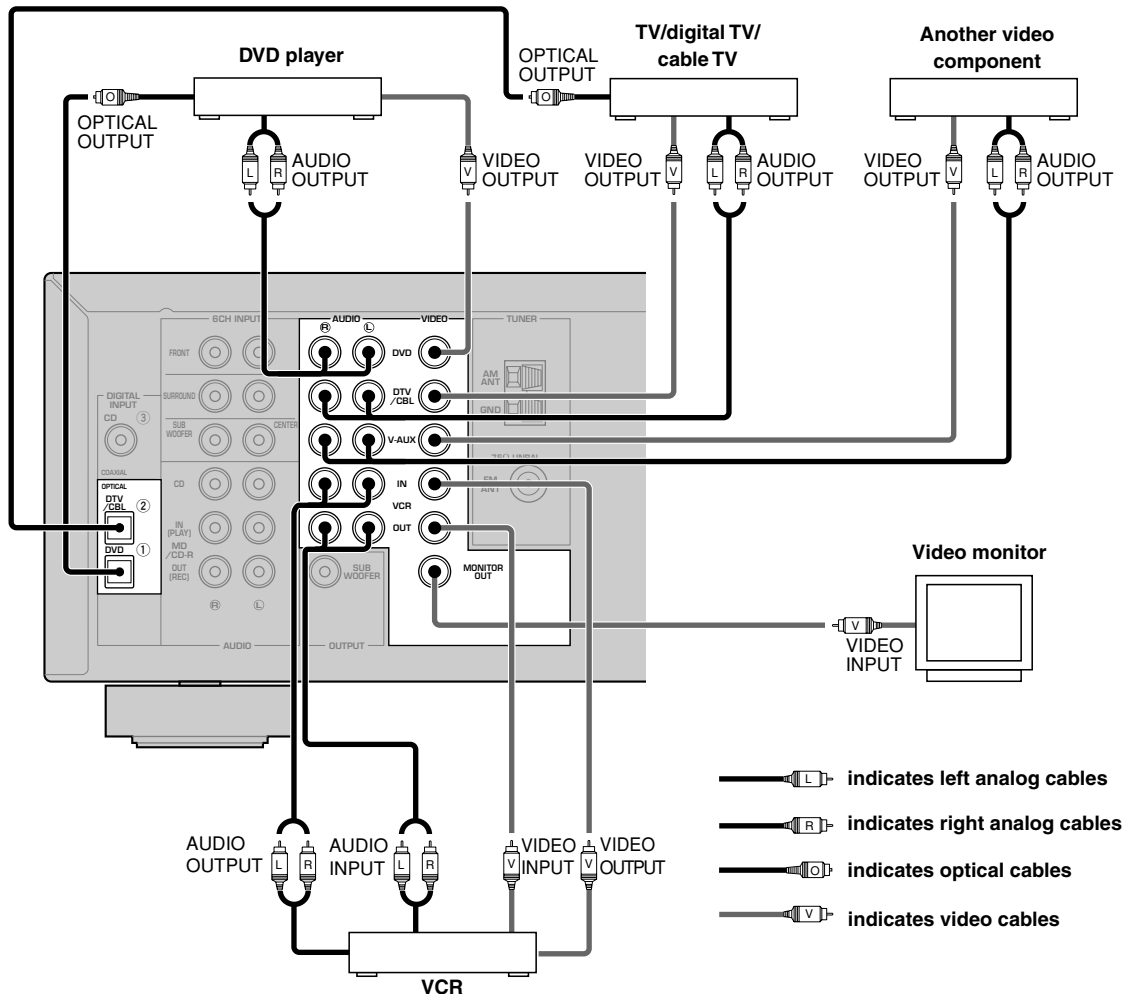 DVD player
OPTICAL
OUTPUT
TV/digital TV/
cable TV
Another video
component
OPTICAL
OUTPUT
L
R
AUDIO
OUTPUT
V
VIDEO
OUTPUT
O
O
VIDEO
OUTPUT
V
L
R
AUDIO
OUTPUT
VIDEO
OUTPUT
V
L
R
AUDIO
OUTPUT
6CH INPUT
AUDIO
VIDEO
TUNER
R
L
FRONT
DVD
AM
ANT
GND
SURROUND
DTV
/CBL
SUB
WOOFER
CENTER
V-AUX
75Ω UNBAL.
FM
ANT
DIGITAL
INPUT
CD
③
COAXIAL
OPTICAL
DTV
/CBL
②
DVD
①
CD
IN
VCR
OUT
IN
(PLAY)
MD
/CD-R
OUT
(REC)
SUB
WOOFER
MONITOR
OUT
R
L
AUDIO
OUTPUT
Video monitor
V
VIDEO
INPUT
AUDIO
OUTPUT
L
R
AUDIO
INPUT
L
R
V
VIDEO
INPUT
V
VIDEO
OUTPUT
VCR
L
indicates left analog cables
R
indicates right analog cables
O
indicates optical cables
V
indicates video cables